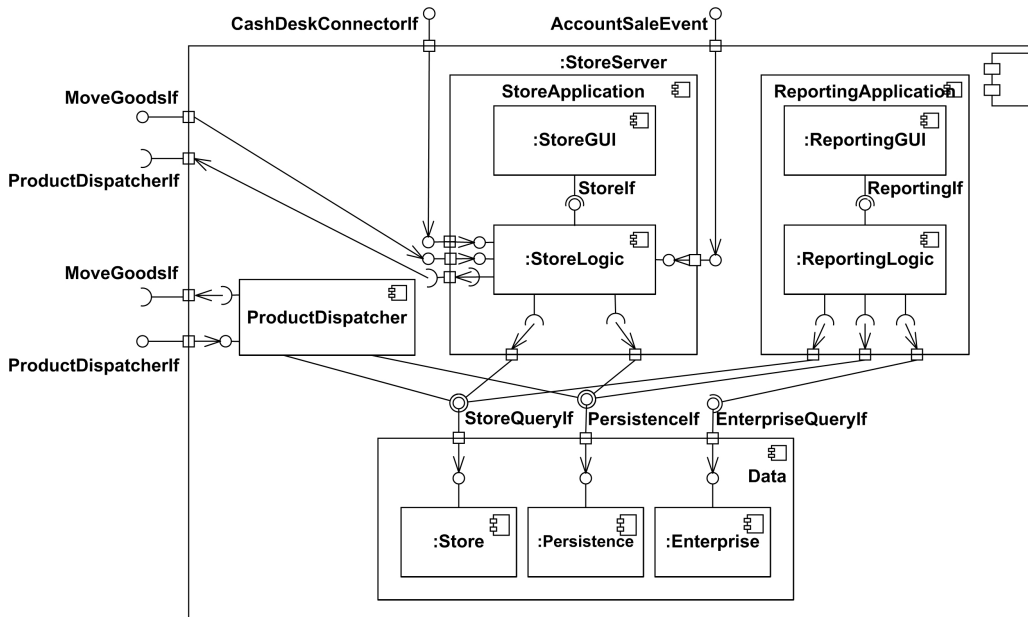 CashDeskConnectorIf
AccountSaleEvent
:StoreServer
MoveGoodsIf
StoreApplication
ReportingApplication
:StoreGUI
:ReportingGUI
ProductDispatcherIf
StoreIf
ReportingIf
:StoreLogic
:ReportingLogic
MoveGoodsIf
ProductDispatcher
ProductDispatcherIf
StoreQueryIf
PersistenceIf
EnterpriseQueryIf
Data
:Store
:Persistence
:Enterprise